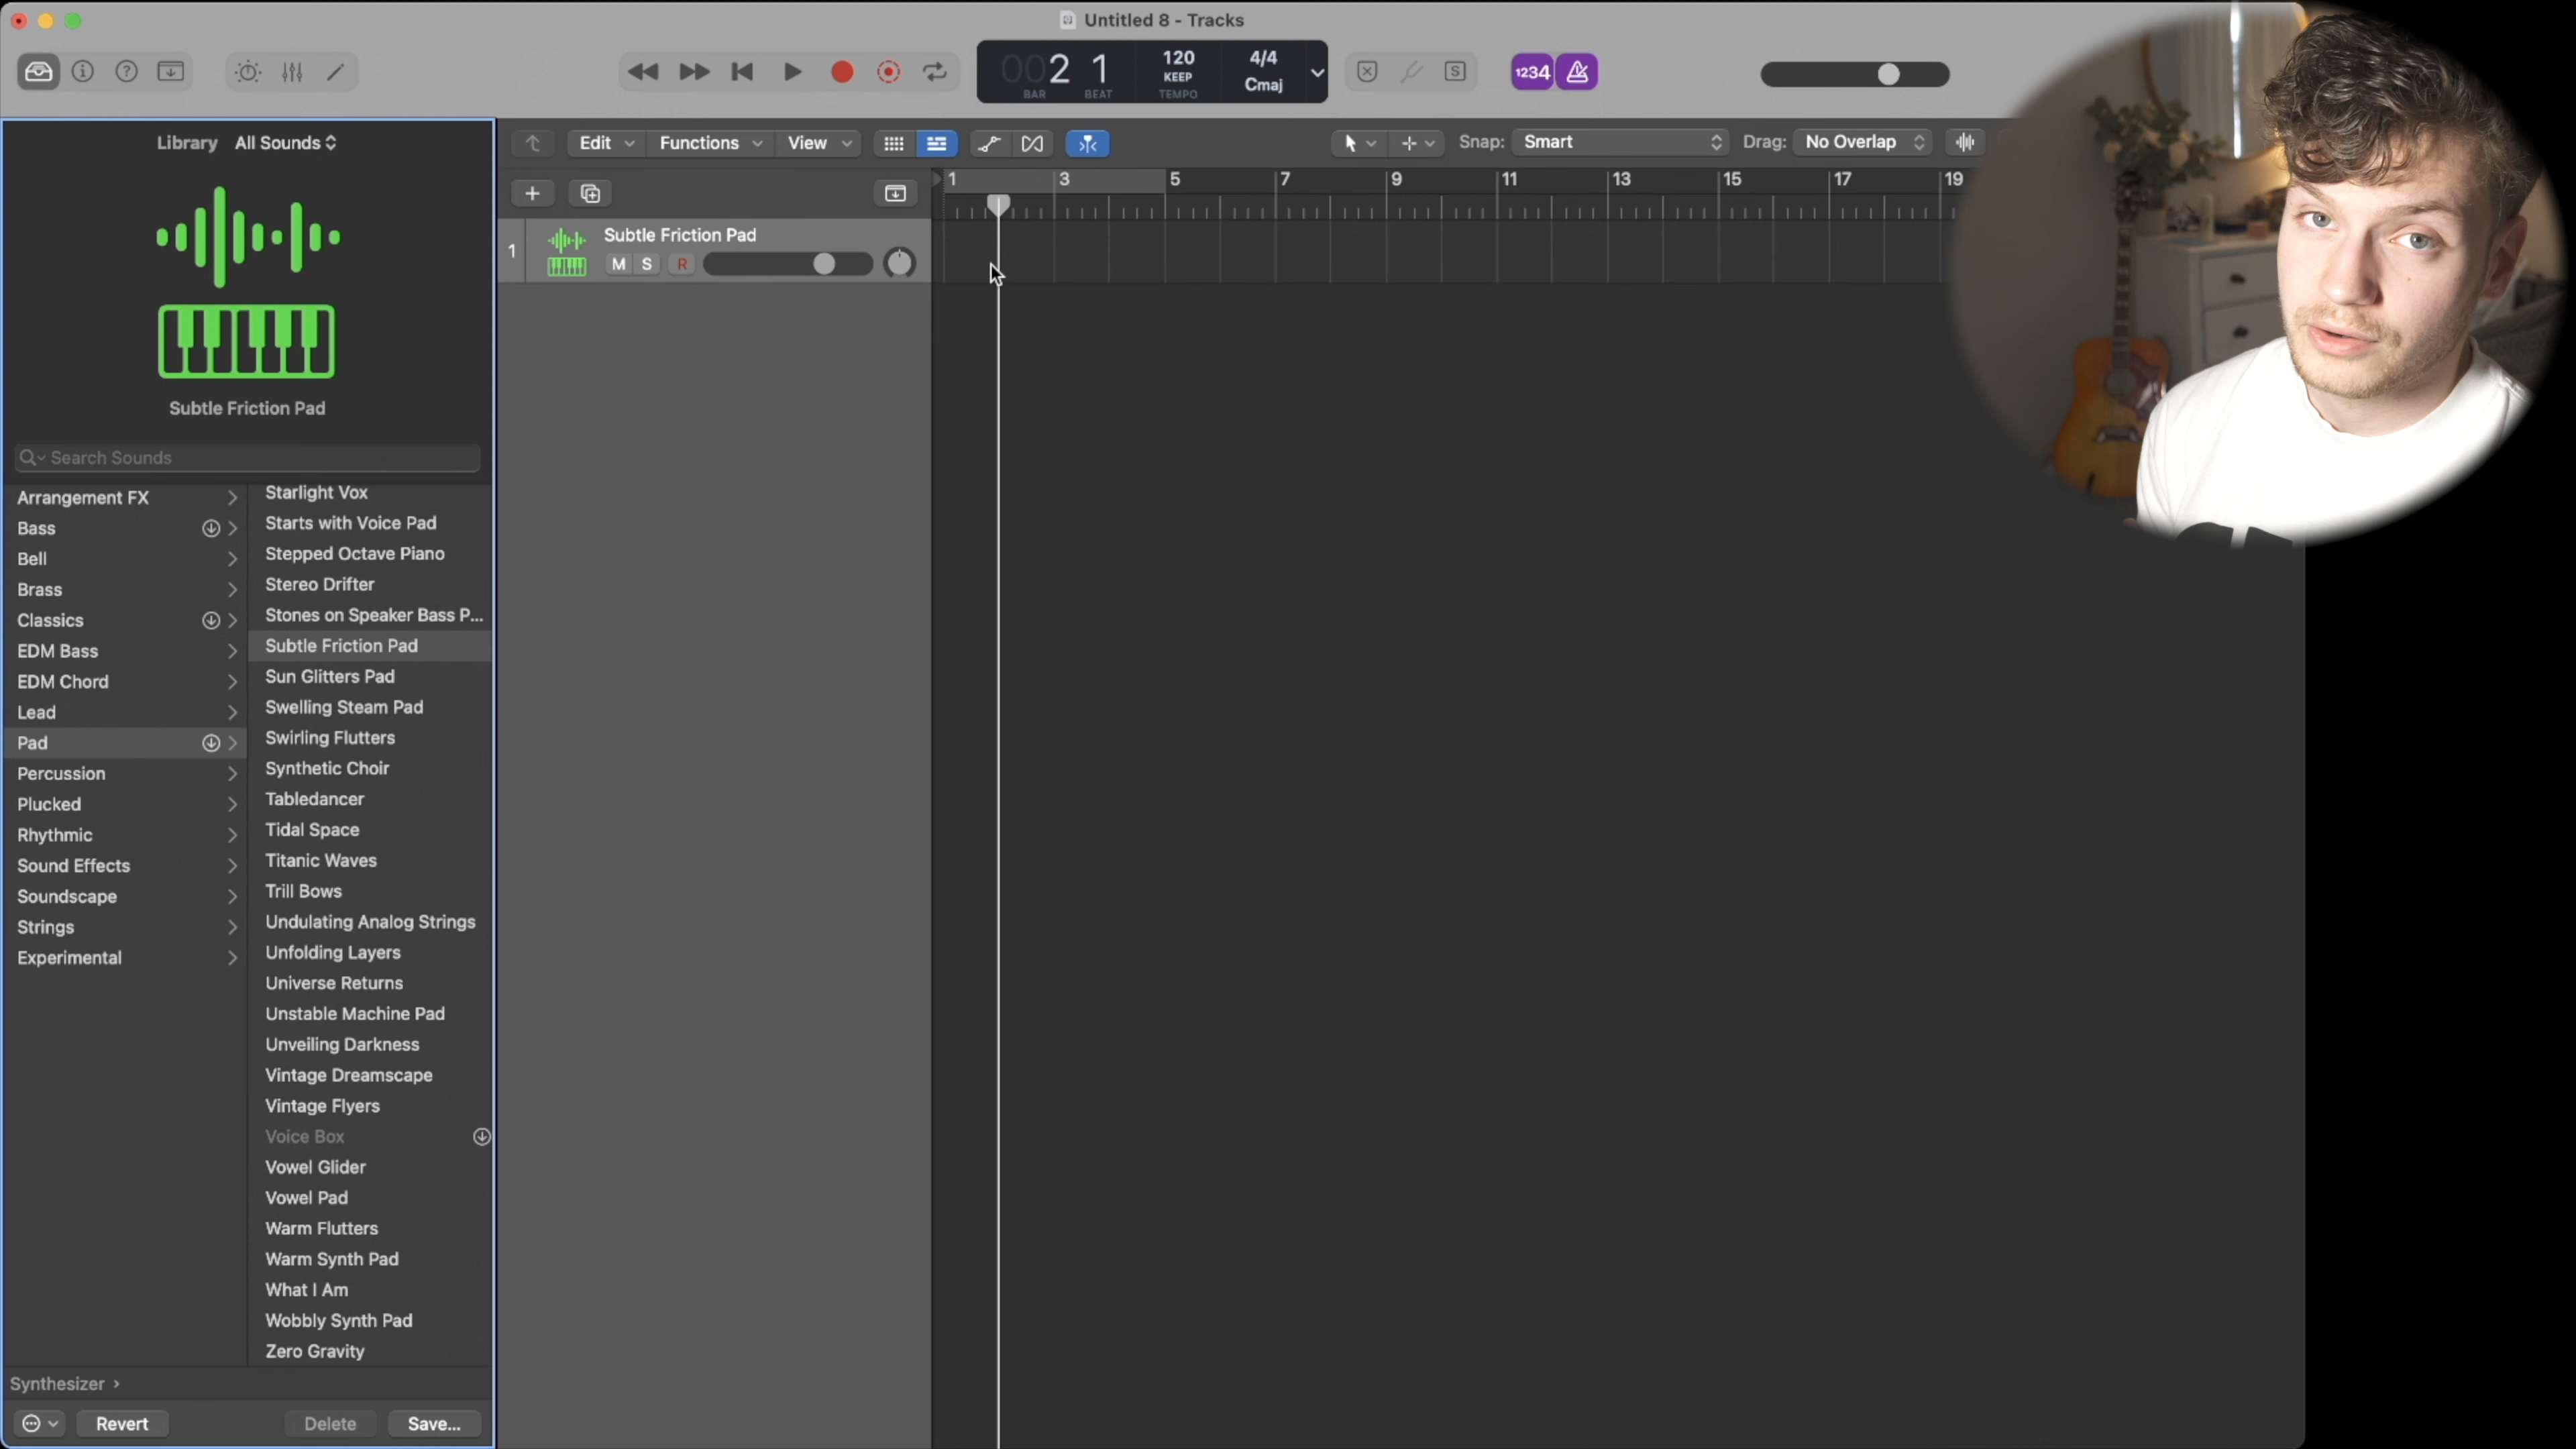 Untitled 8 - Tracks
002 1
BAR BEAT
120
KEEP
TEMPO
4/4
Cmaj
S
1234
Library All Sounds
Edit Functions View
Snap: Smart Drag: No Overlap
1 3 5 7 9 11 13 15 17 19
1
Subtle Friction Pad
M S R
Subtle Friction Pad
Search Sounds
Arrangement FX
Bass
Bell
Brass
Classics
EDM Bass
EDM Chord
Lead
Pad
Percussion
Plucked
Rhythmic
Sound Effects
Soundscape
Strings
Experimental
Starlight Vox
Starts with Voice Pad
Stepped Octave Piano
Stereo Drifter
Stones on Speaker Bass P...
Subtle Friction Pad
Sun Glitters Pad
Swelling Steam Pad
Swirling Flutters
Synthetic Choir
Tabledancer
Tidal Space
Titanic Waves
Trill Bows
Undulating Analog Strings
Unfolding Layers
Universe Returns
Unstable Machine Pad
Unveiling Darkness
Vintage Dreamscape
Vintage Flyers
Voice Box
Vowel Glider
Vowel Pad
Warm Flutters
Warm Synth Pad
What I Am
Wobbly Synth Pad
Zero Gravity
Synthesizer ›
Revert Delete Save...